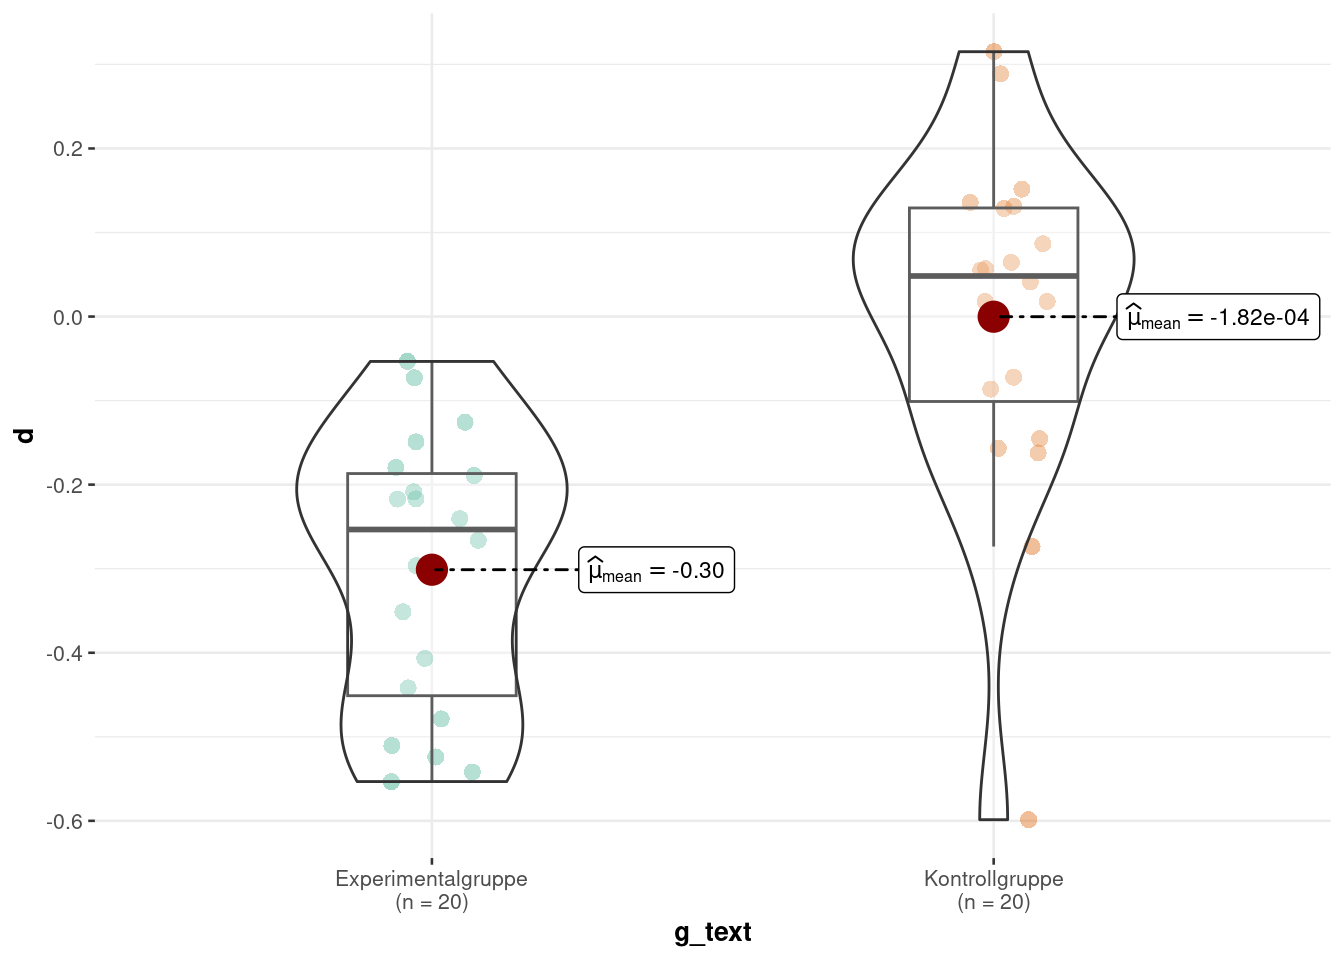 0.2
0.0
-0.2
-0.4
-0.6
d
μ̂mean = -0.30
μ̂mean = -1.82e-04
Experimentalgruppe
(n = 20)
Kontrollgruppe
(n = 20)
g_text